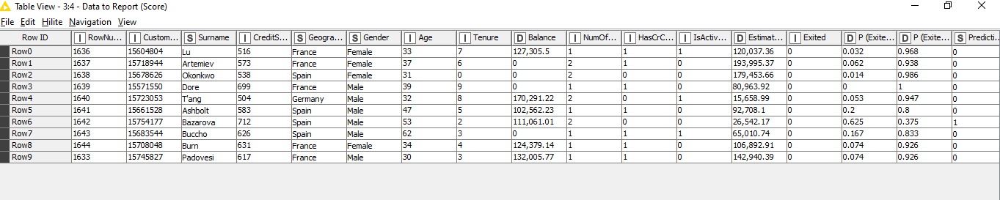 Table View - 3:4 - Data to Report (Score)
File Edit Hilite Navigation View
Row ID I RowNu... I Custom... S Surname I CreditS... S Geogra... S Gender I Age I Tenure D Balance I NumOf... I HasCrC... I IsActiv... D Estimat... I Exited D P (Exite... D P (Exite... S Predicti...
Row0 1636 15604804 Lu 516 France Female 33 7 127,305.5 1 1 1 120,037.36 0 0.032 0.968 0
Row1 1637 15718944 Artemiev 573 France Female 37 6 0 2 1 193,995.37 0 0.062 0.938 0
Row2 1638 15678626 Okonkwo 538 Spain Female 31 0 0 2 0 179,453.66 0 0.014 0.986 0
Row3 1639 15571550 Dore 699 France Male 39 9 0 1 1 80,963.92 0 0 1 0
Row4 1640 15723053 T'ang 504 Germany Male 32 8 170,291.22 2 0 1 15,658.99 0 0.053 0.947 0
Row5 1641 15661528 Ashbolt 583 Spain Male 47 5 102,562.23 1 1 92,708.1 0 0.2 0.8 0
Row6 1642 15754177 Bazarova 712 Spain Male 53 2 111,061.01 2 0 26,542.17 0 0.625 0.375 1
Row7 1643 15683544 Buccho 626 Spain Male 62 3 0 1 1 1 65,010.74 0 0.167 0.833 0
Row8 1644 15708048 Burn 631 France Female 34 4 124,379.14 1 1 106,892.91 0 0.074 0.926 0
Row9 1633 15745827 Padovesi 617 France Male 30 3 132,005.77 1 1 142,940.39 0 0.074 0.926 0